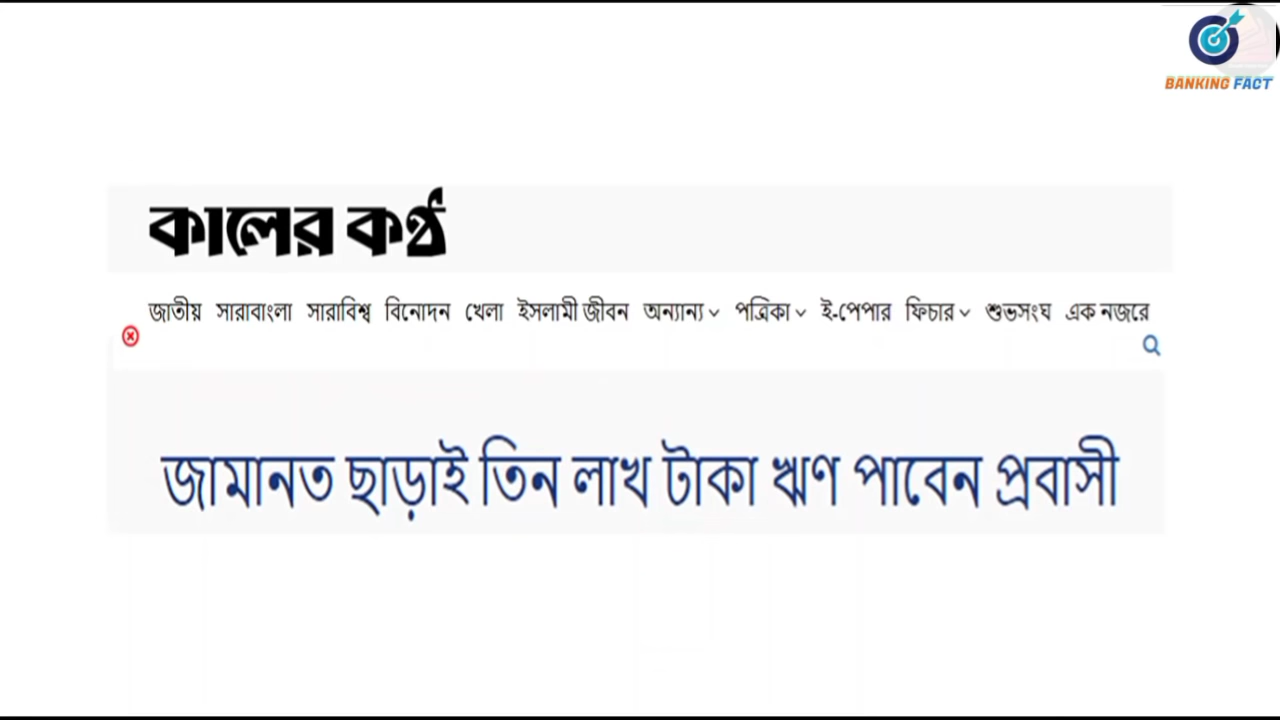 BANKING FACT
কালের কণ্ঠ
জাতীয় সারাবাংলা সারাবিশ্ব বিনোদন খেলা ইসলামী জীবন অন্যান্য পত্রিকা ই-পেপার ফিচার শুভসংঘ এক নজরে
জামানত ছাড়াই তিন লাখ টাকা ঋণ পাবেন প্রবাসী